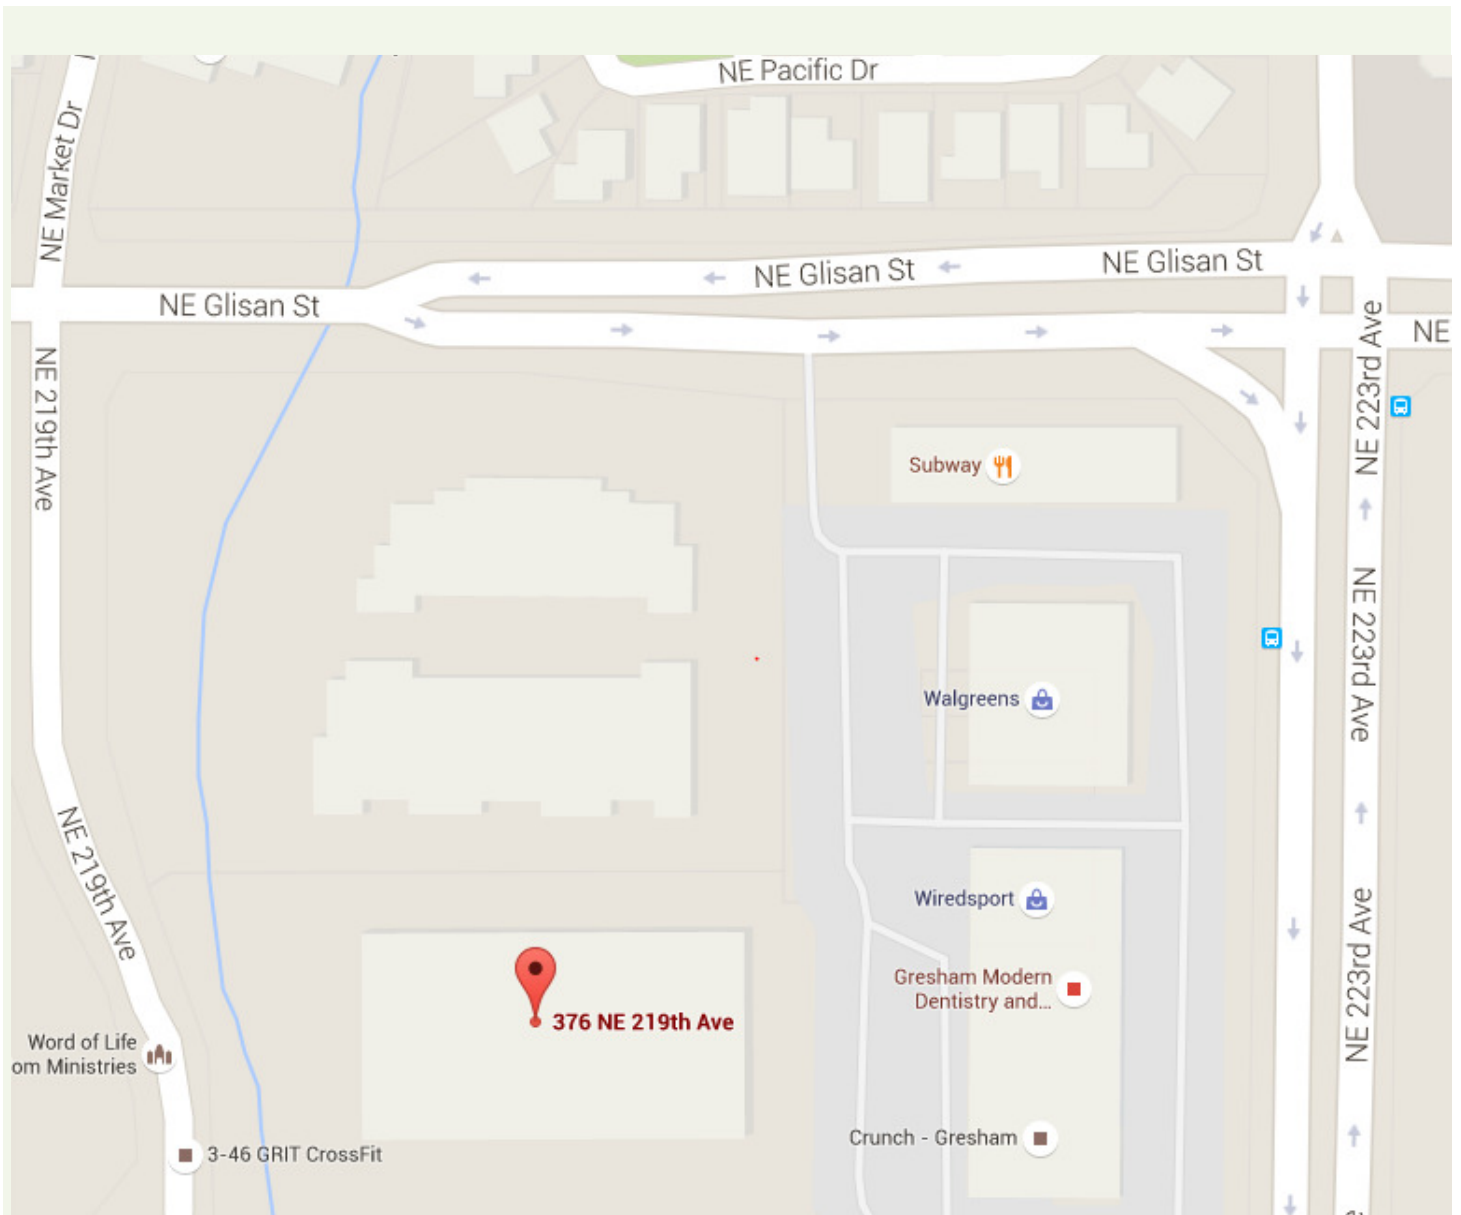 NE Pacific Dr
NE Market Dr
NE Glisan St
NE Glisan St
NE Glisan St
NE
NE 219th Ave
NE 223rd Ave
Subway
NE 223rd Ave
Walgreens
NE 219th Ave
Wiredsport
NE 223rd Ave
Gresham Modern
Dentistry and...
376 NE 219th Ave
Word of Life
om Ministries
Crunch - Gresham
3-46 GRIT CrossFit